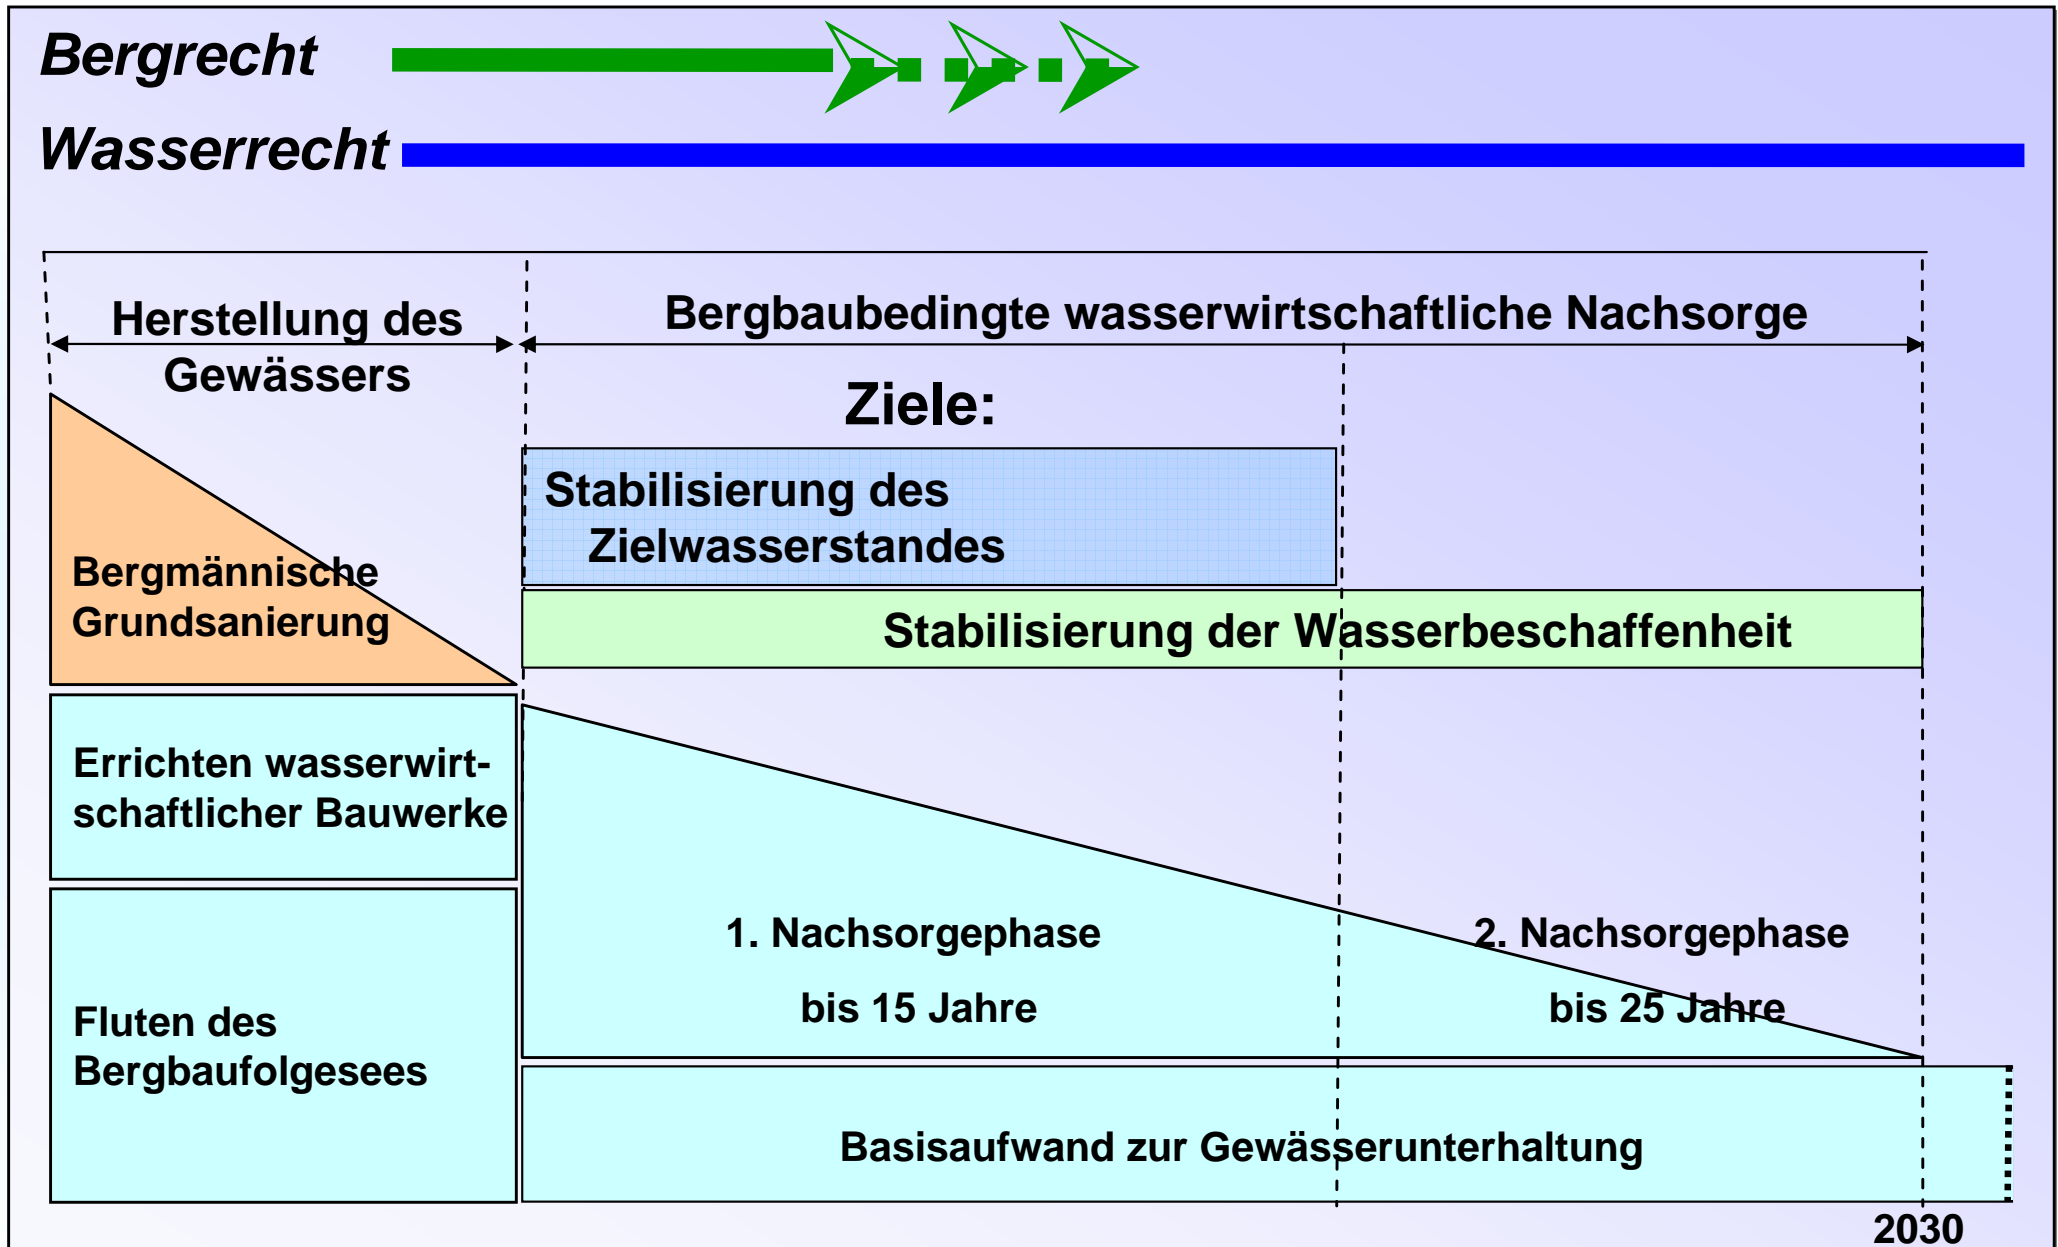 Bergrecht
Wasserrecht
Herstellung des
Gewässers
Bergbaubedingte wasserwirtschaftliche Nachsorge
Ziele:
Stabilisierung des
Zielwasserstandes
Bergmännische
Grundsanierung
Stabilisierung der Wasserbeschaffenheit
Errichten wasserwirt-
schaftlicher Bauwerke
1. Nachsorgephase
bis 15 Jahre
2. Nachsorgephase
bis 25 Jahre
Fluten des
Bergbaufolgesees
Basisaufwand zur Gewässerunterhaltung
2030